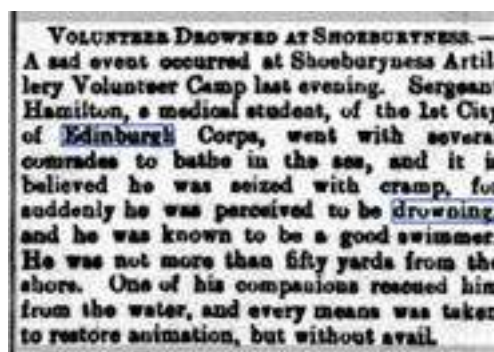 VOLUNTEER DROWNED AT SHOEBURYNESS.—
A sad event occurred at Shoeburyness Artil
lery Volunteer Camp last evening. Sergean
Hamilton, a medical student, of the 1st City
of Edinburgh Corps, went with severa
comrades to bathe in the sea, and it i
believed he was seized with cramp, fo
suddenly he was perceived to be drowning
and he was known to be a good swimmer
He was not more than fifty yards from the
shore. One of his companions rescued him
from the water, and every means was taken
to restore animation, but without avail.